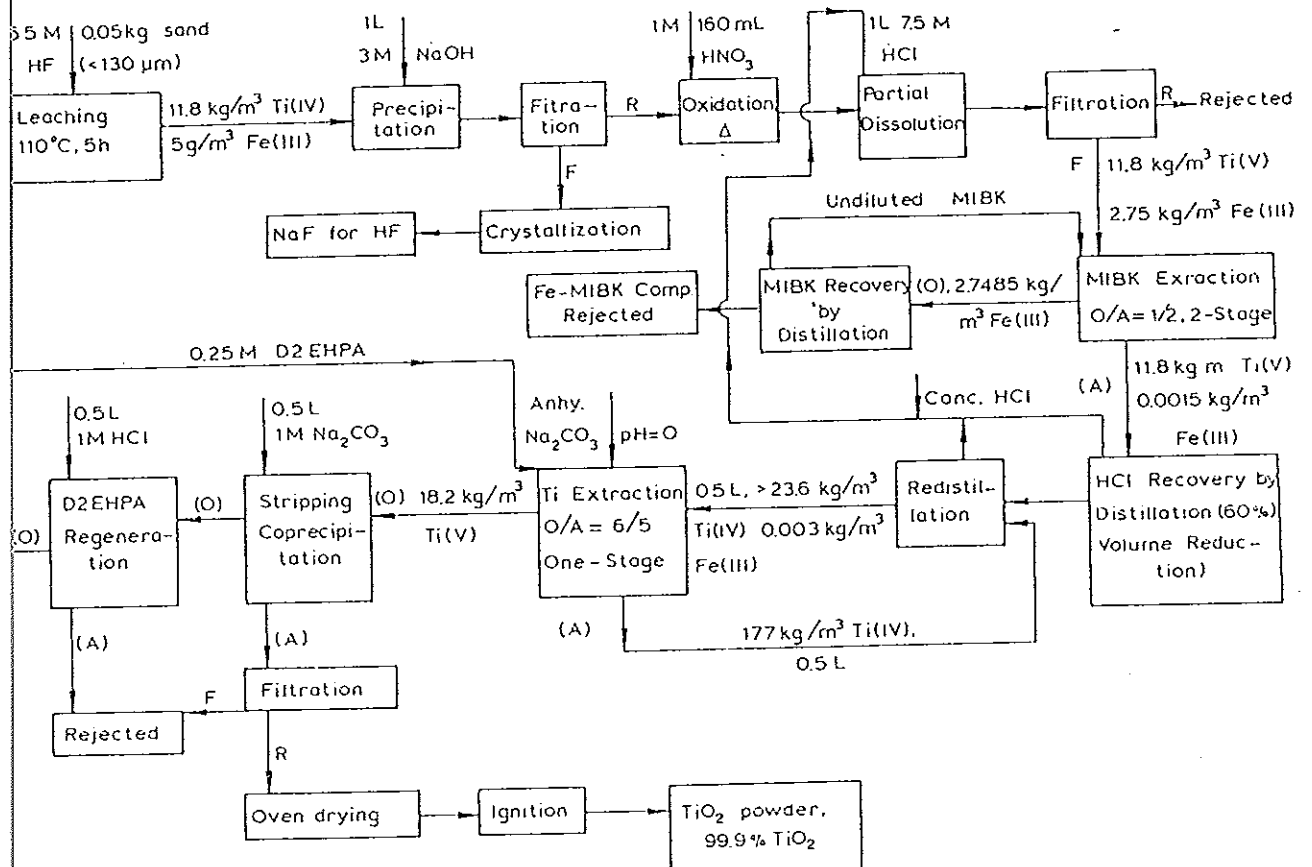 5.5 M
0.05 kg sand
HF
(<130 µm)
Leaching
110°C, 5h
11.8 kg/m³ Ti(IV)
5g/m³ Fe(III)
1L
3M NaOH
Precipi-
tation
Fitra-
tion
R
F
Crystallization
NaF for HF
1M 160 mL
HNO₃
Oxidation
Δ
1L 7.5 M
HCl
Partial
Dissolution
Filtration
R
Rejected
F
11.8 kg/m³ Ti(V)
2.75 kg/m³ Fe(III)
Undiluted MIBK
MIBK Exraction
O/A = 1/2, 2-Stage
(O), 2.7485 kg/
m³ Fe(III)
MIBK Recovery
by
Distillation
Fe-MIBK Comp.
Rejected
11.8 kg m Ti(V)
(A)
0.0015 kg/m³
Fe(III)
HCl Recovery by
Distillation (60%)
Volume Reduc-
tion)
Conc. HCl
Redistil-
lation
0.5 L, >23.6 kg/m³
Ti(IV) 0.003 kg/m³
Fe(III)
0.25 M D2EHPA
Anhy.
Na₂CO₃
pH=0
Ti Extraction
O/A = 6/5
One-Stage
(A)
177 kg/m³ Ti(IV).
0.5 L
(O) 18.2 kg/m³
Ti(V)
0.5 L
1M Na₂CO₃
Stripping
Coprecipi-
tation
(O)
0.5 L
1M HCl
D2EHPA
Regenera-
tion
(O)
(A)
(A)
Filtration
F
Rejected
R
Oven drying
Ignition
TiO₂ powder,
99.9% TiO₂